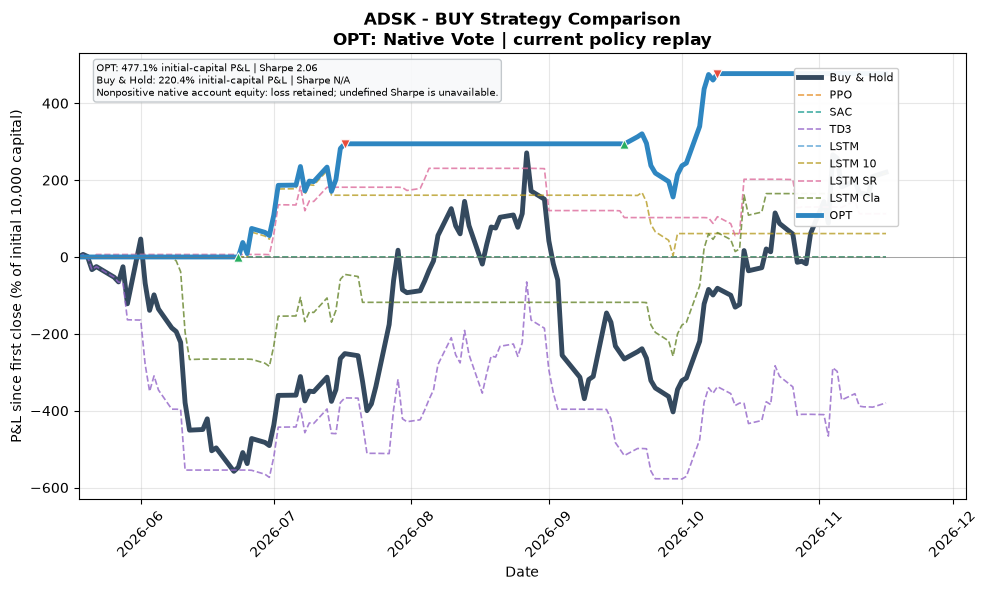 ADSK - BUY Strategy Comparison
OPT: Native Vote | current policy replay
OPT: 477.1% initial-capital P&L | Sharpe 2.06
Buy & Hold: 220.4% initial-capital P&L | Sharpe N/A
Nonpositive native account equity: loss retained; undefined Sharpe is unavailable.
Buy & Hold
PPO
SAC
TD3
LSTM
LSTM 10
LSTM SR
LSTM Cla
OPT
P&L since first close (% of initial 10,000 capital)
400
200
0
−200
−400
−600
2026-06
2026-07
2026-08
2026-09
2026-10
2026-11
2026-12
Date